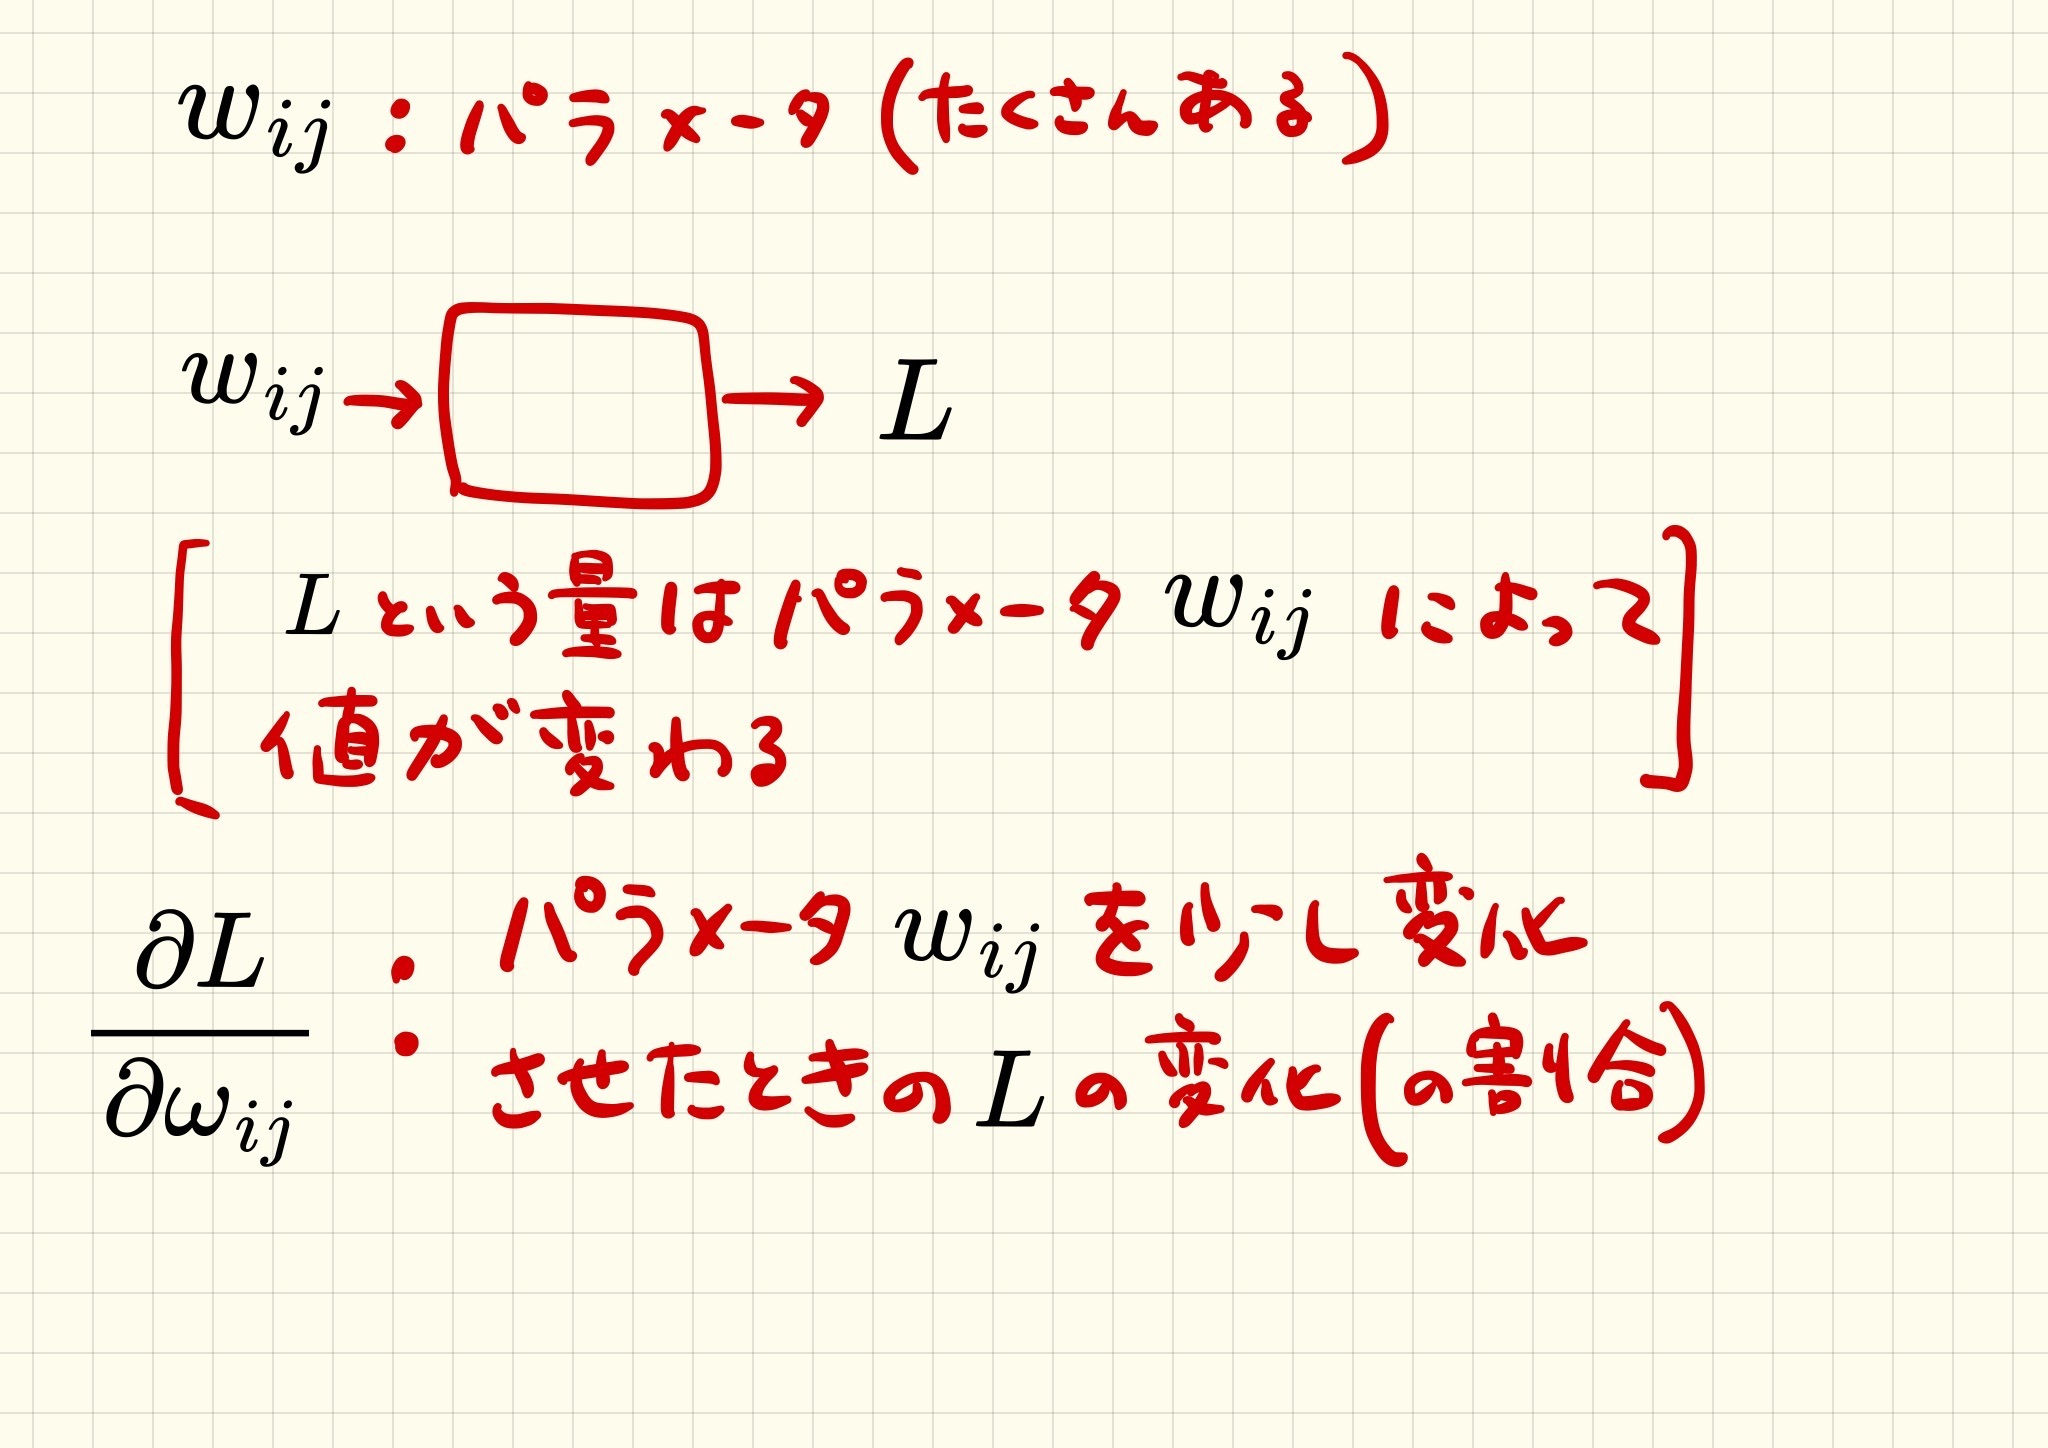 w_{ij} : パラメータ (たくさんある)
w_{ij} → → L
[ L という量はパラメータ w_{ij} によって
値が変わる ]
∂L/∂ω_{ij} : パラメータ w_{ij} を少し変化
させたときの L の変化(の割合)